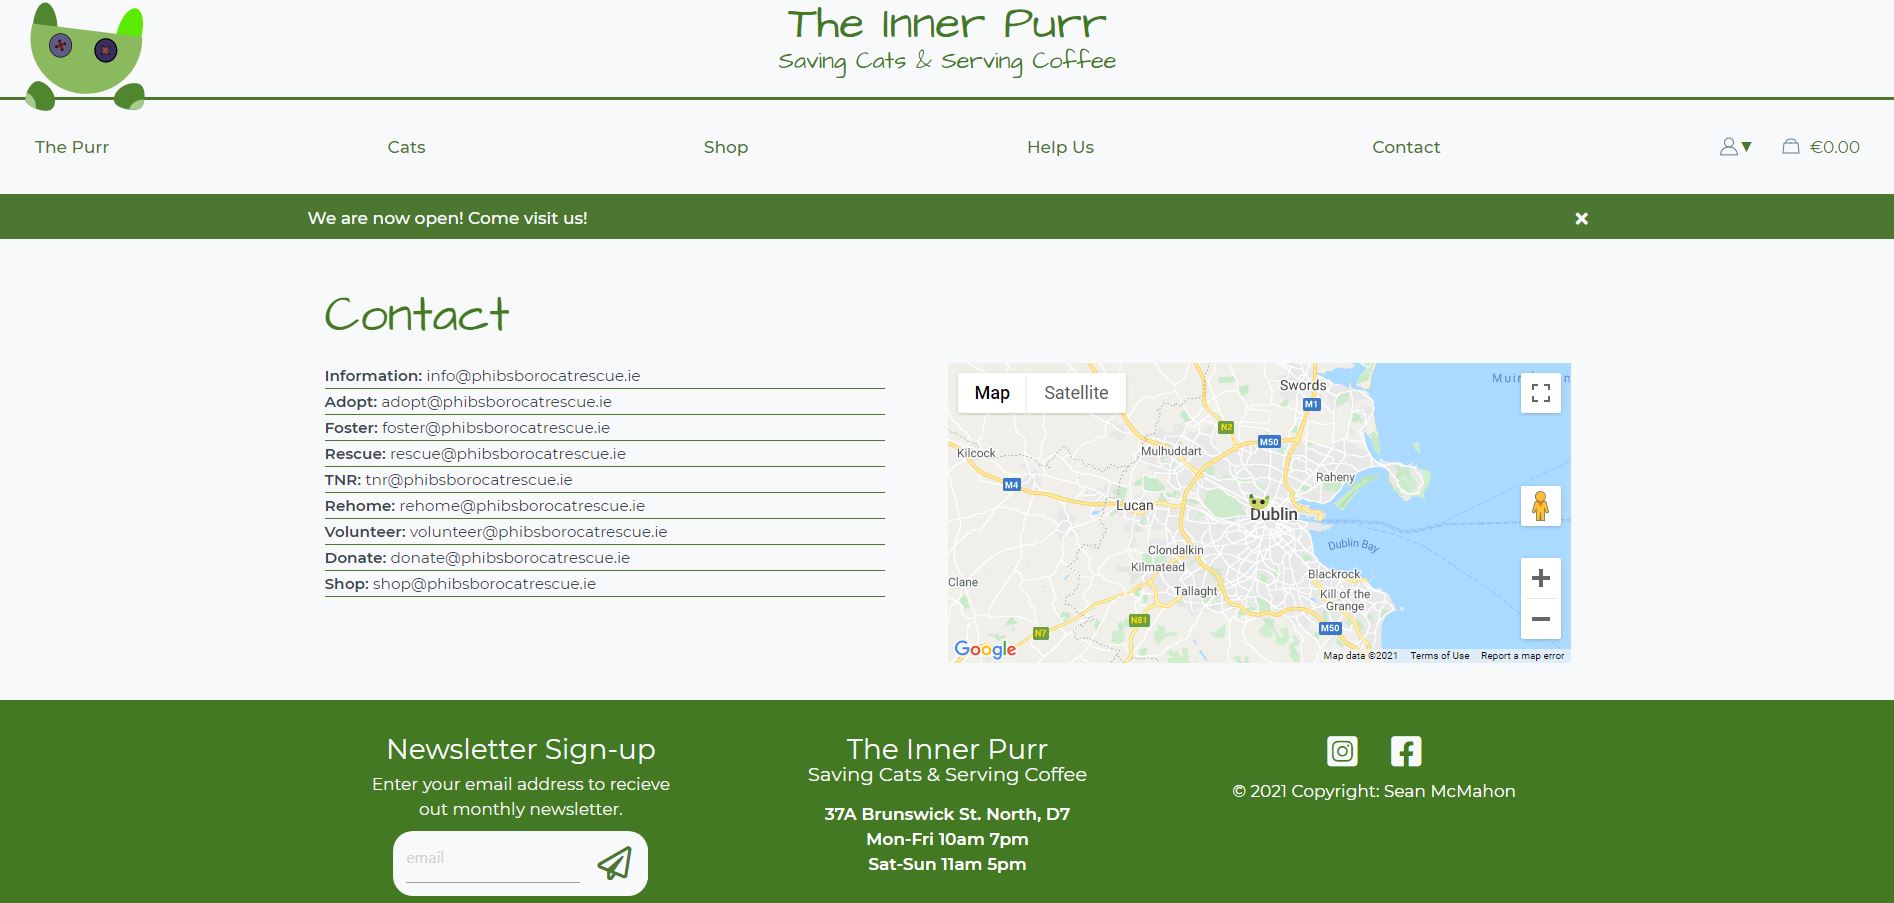 The Inner Purr
Saving Cats & Serving Coffee
The Purr
Cats
Shop
Help Us
Contact
€0.00
We are now open! Come visit us!
Contact
Information: info@phibsborocatrescue.ie
Adopt: adopt@phibsborocatrescue.ie
Foster: foster@phibsborocatrescue.ie
Rescue: rescue@phibsborocatrescue.ie
TNR: tnr@phibsborocatrescue.ie
Rehome: rehome@phibsborocatrescue.ie
Volunteer: volunteer@phibsborocatrescue.ie
Donate: donate@phibsborocatrescue.ie
Shop: shop@phibsborocatrescue.ie
Map
Satellite
Swords
M1
N2
M50
Kilcock
Mulhuddart
Raheny
M4
Lucan
Dublin
Dublin Bay
Clondalkin
Kilmatead
Blackrock
Clane
Tallaght
Kill of the
Grange
N81
M50
N7
Google
Map data ©2021
Terms of Use
Report a map error
Newsletter Sign-up
Enter your email address to recieve
out monthly newsletter.
email
The Inner Purr
Saving Cats & Serving Coffee
37A Brunswick St. North, D7
Mon-Fri 10am 7pm
Sat-Sun 11am 5pm
© 2021 Copyright: Sean McMahon